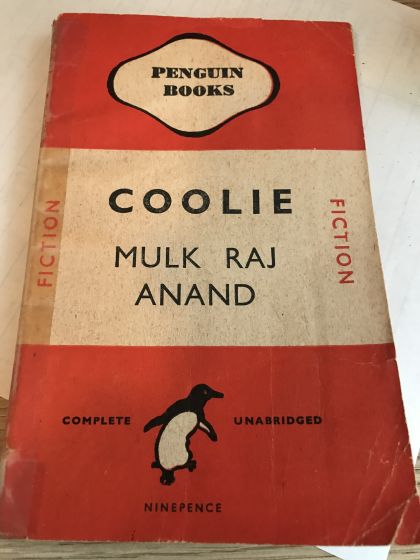 PENGUIN
BOOKS
COOLIE
MULK RAJ
ANAND
FICTION
FICTION
COMPLETE UNABRIDGED
NINEPENCE